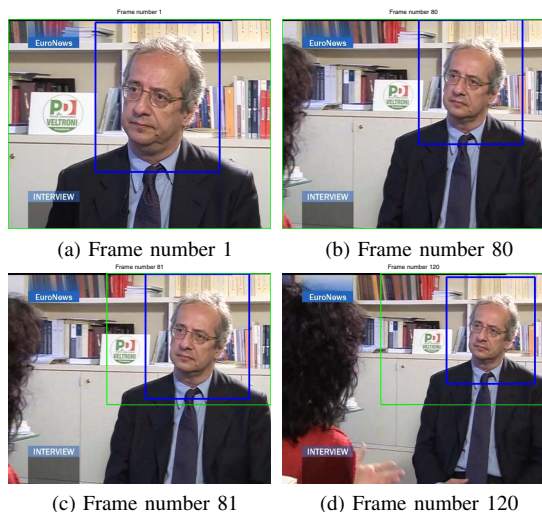 Frame number 1
EuroNews
PD
VELTRONI
INTERVIEW
(a) Frame number 1
Frame number 80
EuroNews
PD
VELTRONI
INTERVIEW
(b) Frame number 80
Frame number 81
EuroNews
PD
INTERVIEW
(c) Frame number 81
Frame number 120
EuroNews
PD
INTERVIEW
(d) Frame number 120